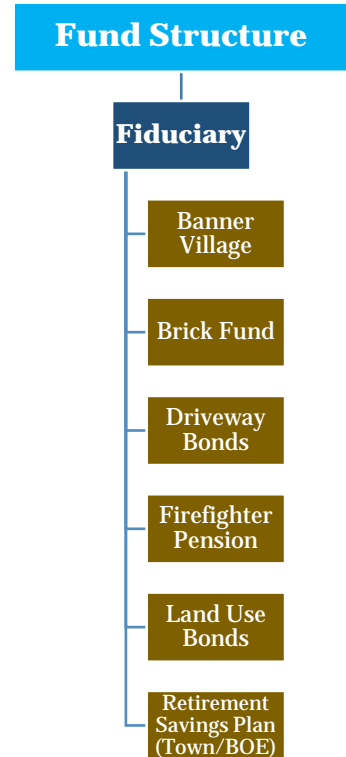 Fund Structure
Fiduciary
Banner
Village
Brick Fund
Driveway
Bonds
Firefighter
Pension
Land Use
Bonds
Retirement
Savings Plan
(Town/BOE)